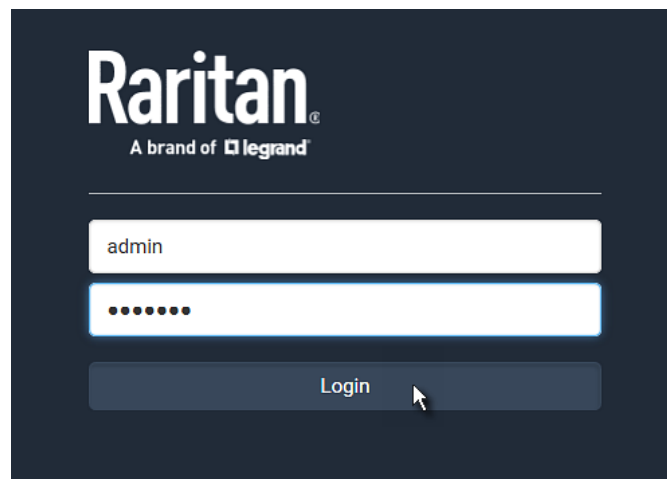 Raritan®
A brand of legrand®
admin
•••••••
Login